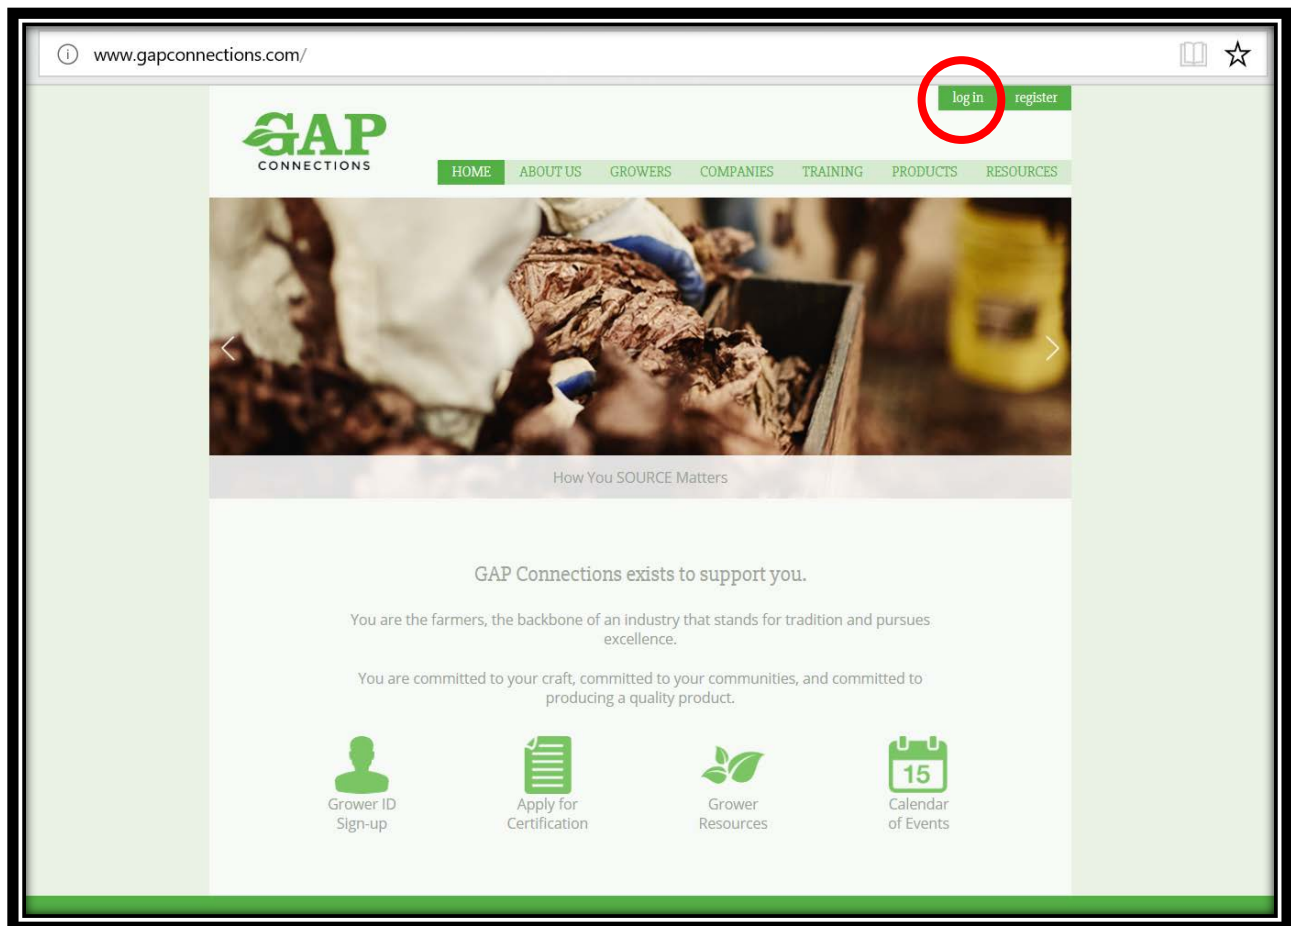 www.gapconnections.com/
log in
register
GAP
CONNECTIONS
HOME ABOUT US GROWERS COMPANIES TRAINING PRODUCTS RESOURCES
How You SOURCE Matters
GAP Connections exists to support you.
You are the farmers, the backbone of an industry that stands for tradition and pursues
excellence.
You are committed to your craft, committed to your communities, and committed to
producing a quality product.
Grower ID
Sign-up
Apply for
Certification
Grower
Resources
15
Calendar
of Events